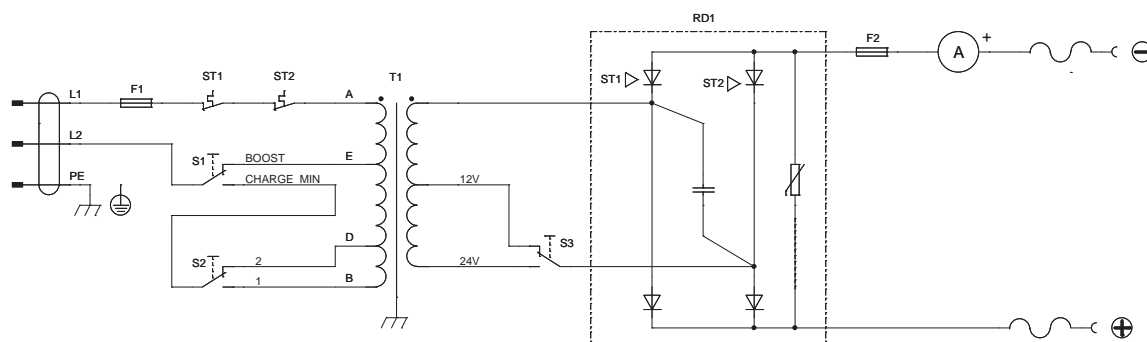 RD1
F2
A +
−
ST1
ST2
ST1 ST2 T1
L1 F1 A
L2
S1 BOOST E
PE CHARGE MIN 12V
S3
D
S2 2 24V
1 B
+